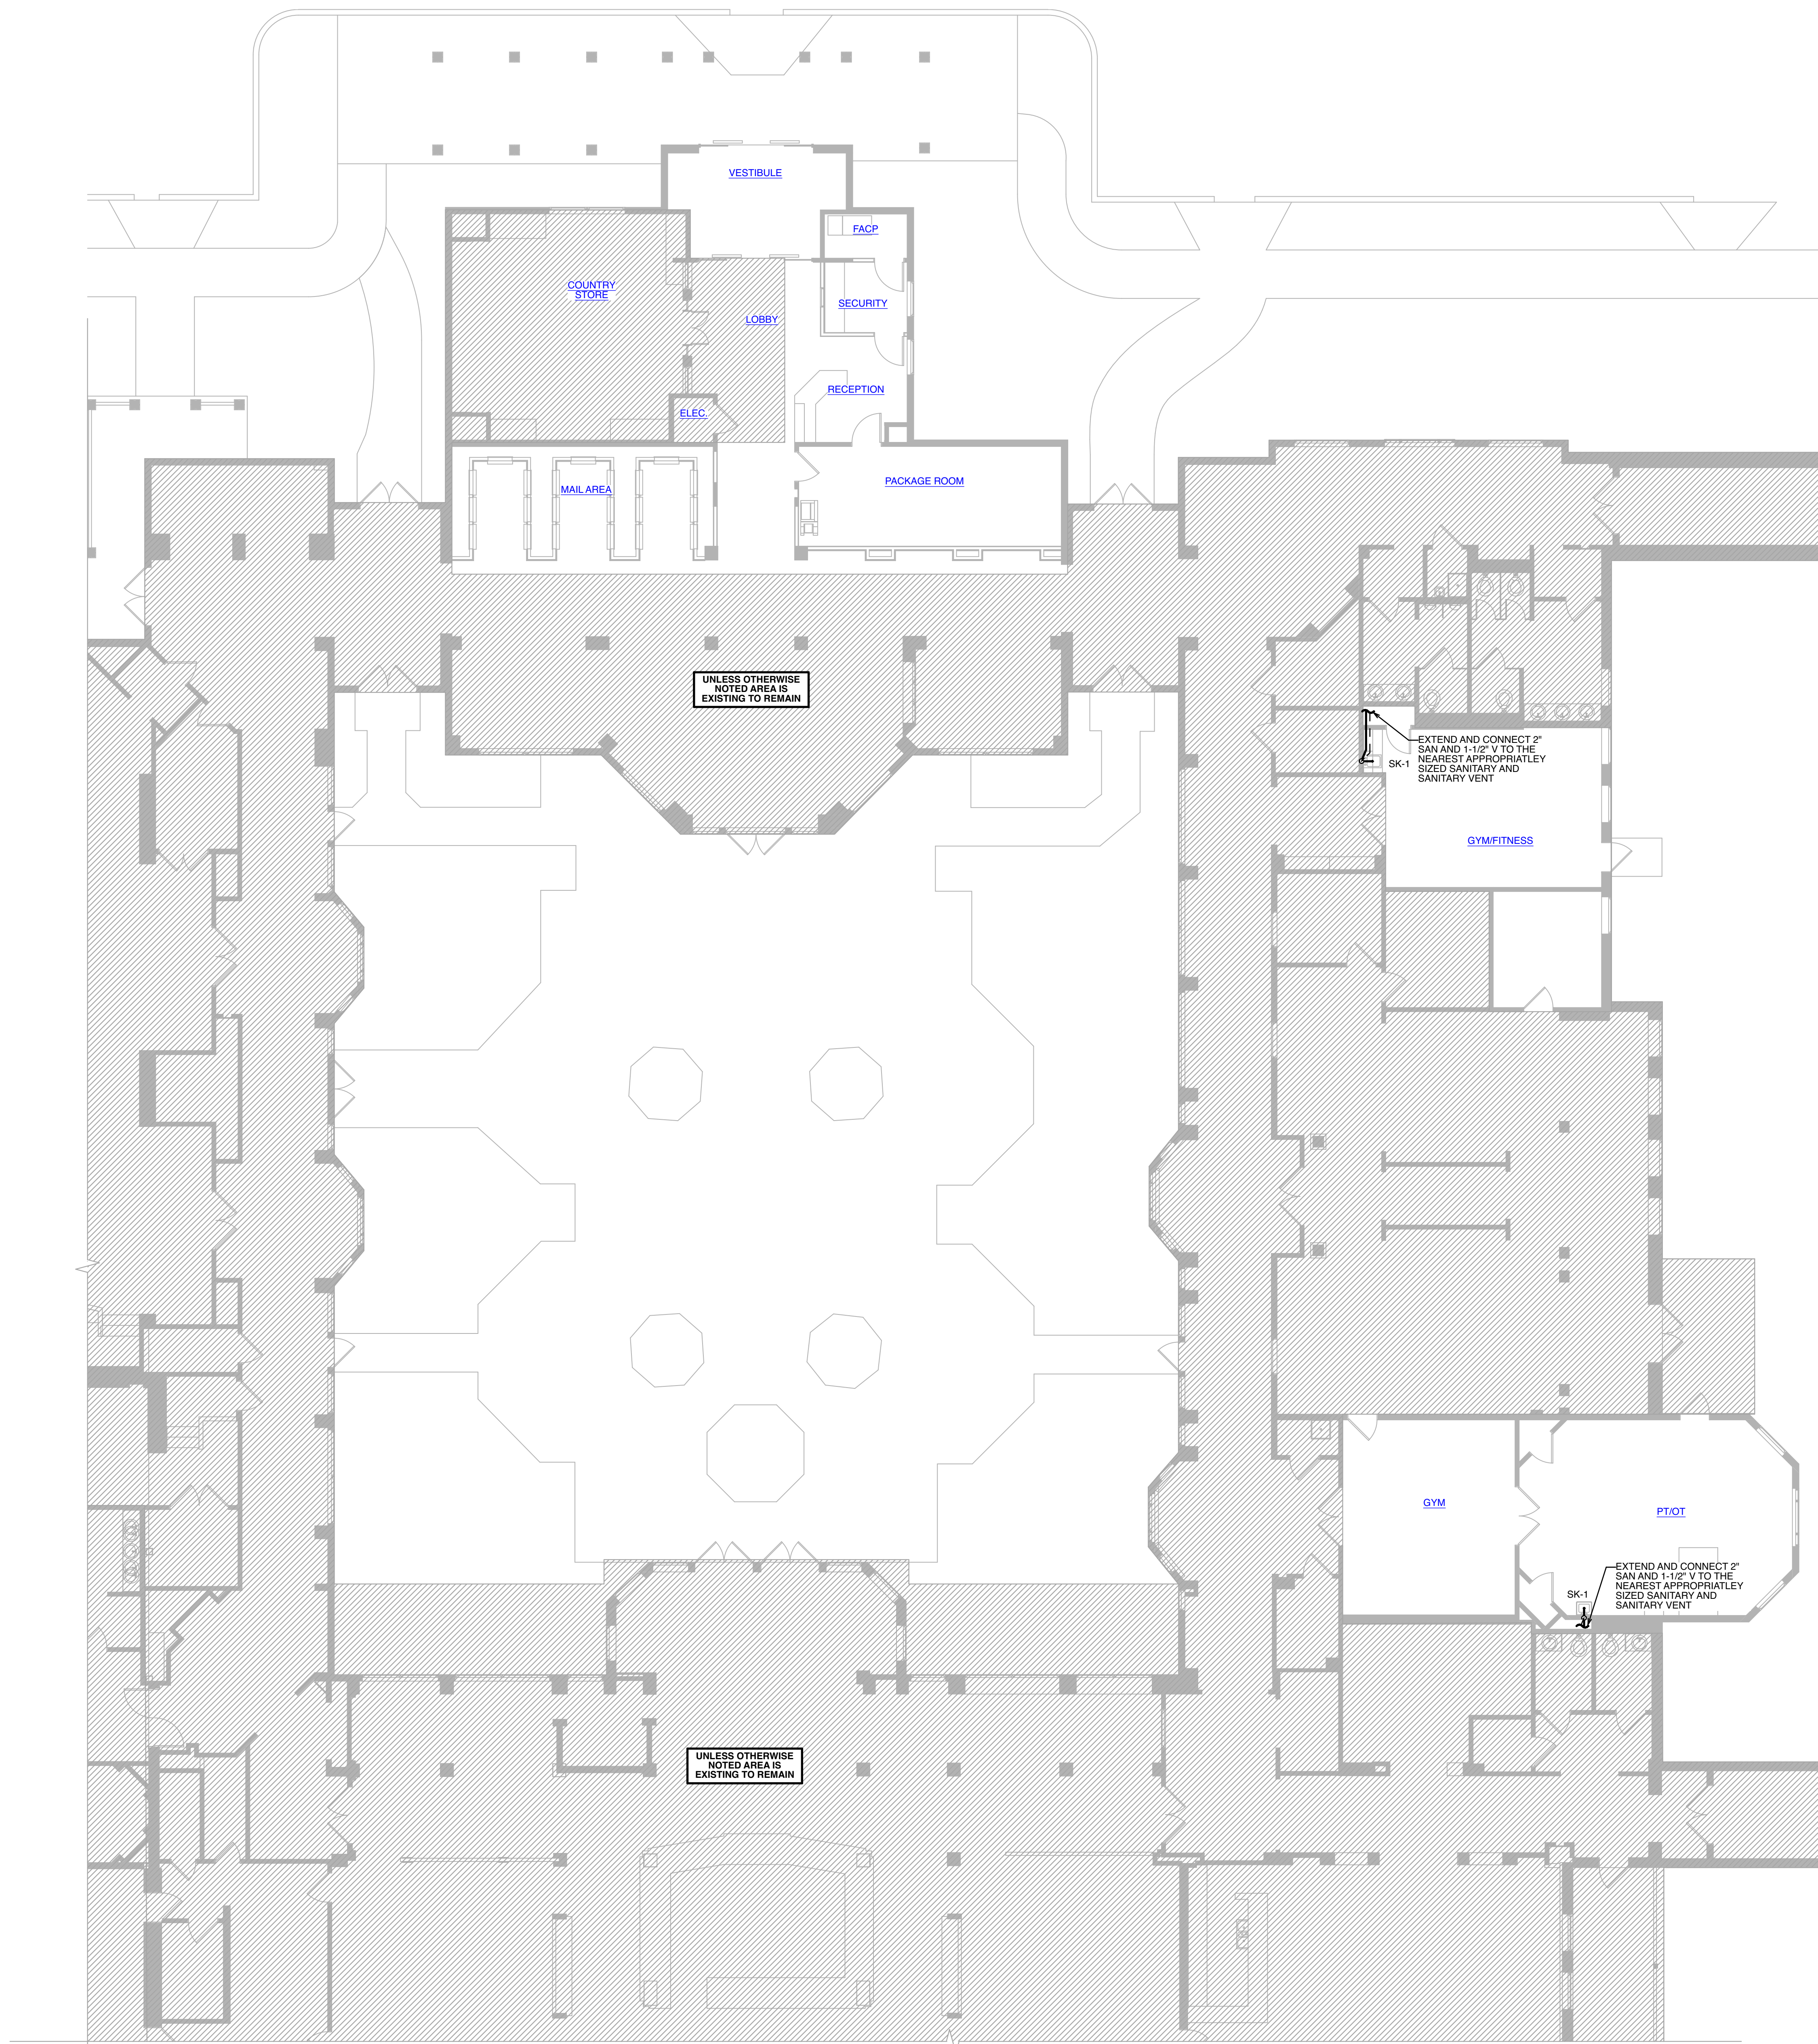 VESTIBULE
FACP
COUNTRY
STORE
SECURITY
LOBBY
RECEPTION
ELEC.
PACKAGE ROOM
MAIL AREA
UNLESS OTHERWISE
NOTED AREA IS
EXISTING TO REMAIN
EXTEND AND CONNECT 2"
SAN AND 1-1/2" V TO THE
NEAREST APPROPRIATLEY
SIZED SANITARY AND
SANITARY VENT
SK-1
GYM/FITNESS
GYM
PT/OT
EXTEND AND CONNECT 2"
SAN AND 1-1/2" V TO THE
NEAREST APPROPRIATLEY
SIZED SANITARY AND
SANITARY VENT
SK-1
UNLESS OTHERWISE
NOTED AREA IS
EXISTING TO REMAIN